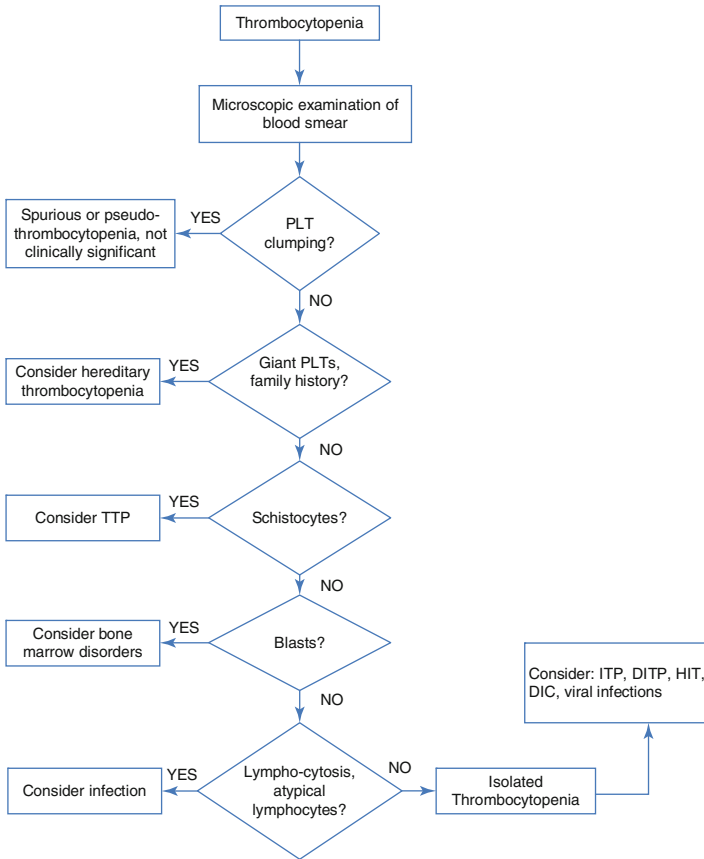 Thrombocytopenia
Microscopic examination of
blood smear
PLT
clumping?
YES
Spurious or pseudo-
thrombocytopenia, not
clinically significant
NO
Giant PLTs,
family history?
YES
Consider hereditary
thrombocytopenia
NO
Schistocytes?
YES
Consider TTP
NO
Blasts?
YES
Consider bone
marrow disorders
NO
Lympho-cytosis,
atypical
lymphocytes?
YES
Consider infection
NO
Isolated
Thrombocytopenia
Consider: ITP, DITP, HIT,
DIC, viral infections